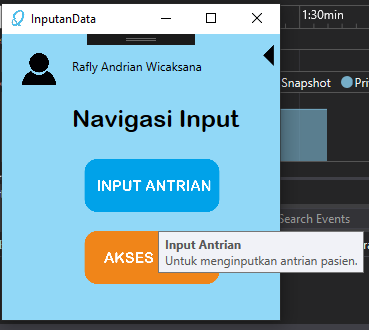 InputanData
1:30min
Rafly Andrian Wicaksana
Snapshot
Navigasi Input
INPUT ANTRIAN
Search Events
AKSES
Input Antrian
Untuk menginputkan antrian pasien.